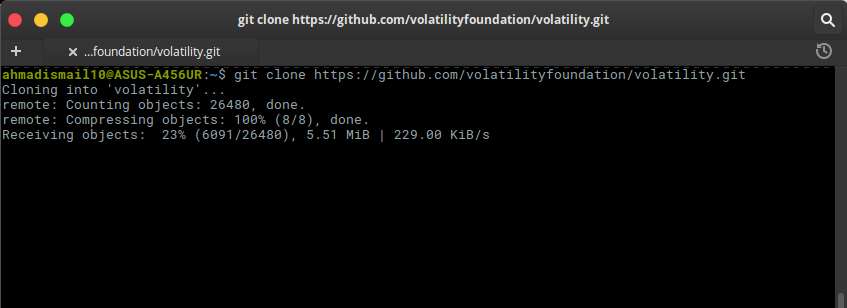 git clone https://github.com/volatilityfoundation/volatility.git
+ × ...foundation/volatility.git
ahmadismail10@ASUS-A456UR:~$ git clone https://github.com/volatilityfoundation/volatility.git
Cloning into 'volatility'...
remote: Counting objects: 26480, done.
remote: Compressing objects: 100% (8/8), done.
Receiving objects:  23% (6091/26480), 5.51 MiB | 229.00 KiB/s